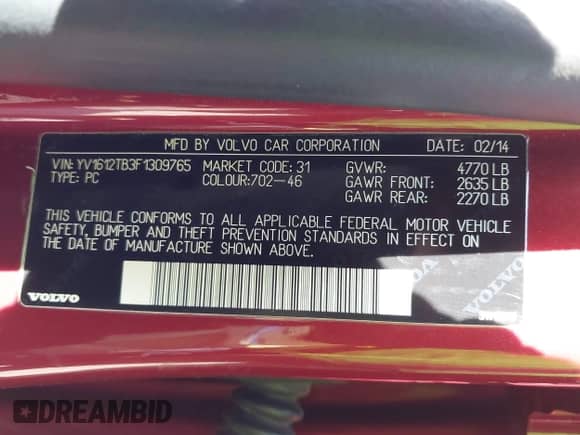 MFD BY VOLVO CAR CORPORATION DATE: 02/14
VIN: YV1612TB3F1309765 MARKET CODE: 31 GVWR: 4770 LB
TYPE: PC COLOUR:702-46 GAWR FRONT: 2635 LB
GAWR REAR: 2270 LB
THIS VEHICLE CONFORMS TO ALL APPLICABLE FEDERAL MOTOR VEHICLE
SAFETY, BUMPER AND THEFT PREVENTION STANDARDS IN EFFECT ON
THE DATE OF MANUFACTURE SHOWN ABOVE.
VOLVO
VOLVO
DREAMBID